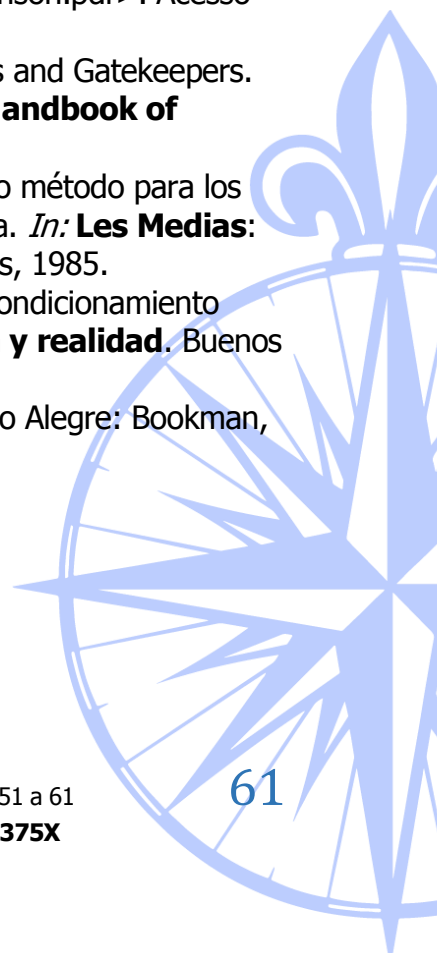 Acesso
s and Gatekeepers.
andbook of
o método para los
a. In: Les Medias:
s, 1985.
ondicionamiento
y realidad. Buenos
o Alegre: Bookman,
51 a 61
61
375X